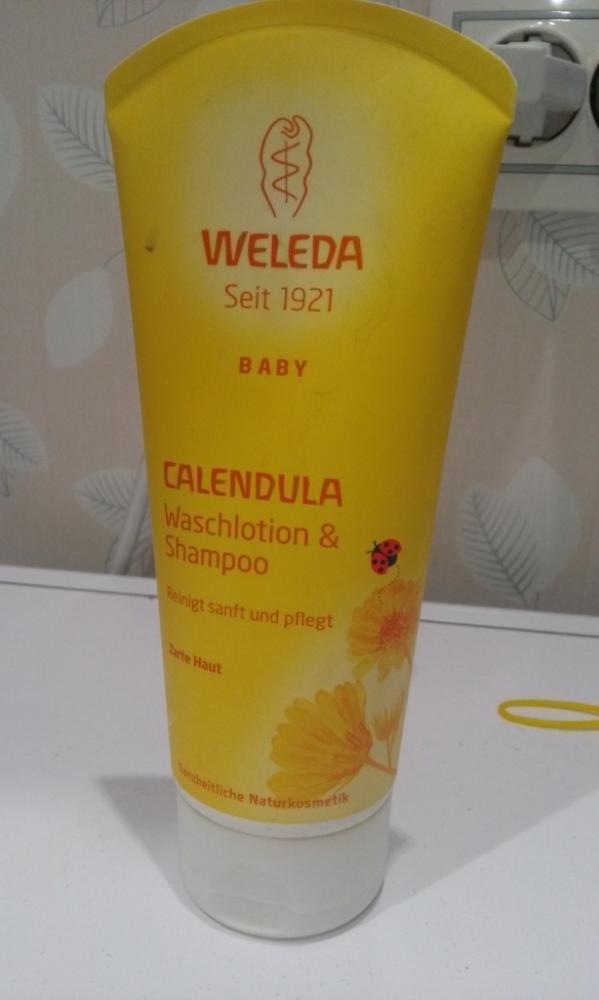 WELEDA
Seit 1921
BABY
CALENDULA
Waschlotion &
Shampoo
Reinigt sanft und pflegt
Zarte Haut
Ganzheitliche Naturkosmetik